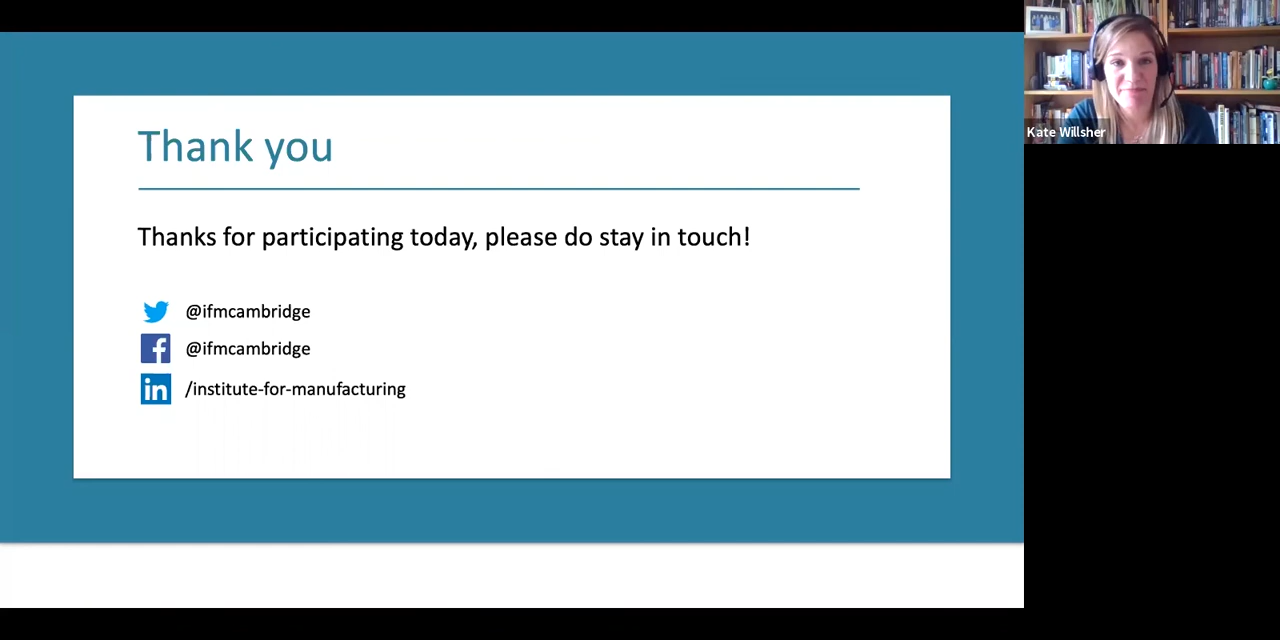 Thank you
Thanks for participating today, please do stay in touch!
@ifmcambridge
@ifmcambridge
/institute-for-manufacturing
Kate Willsher